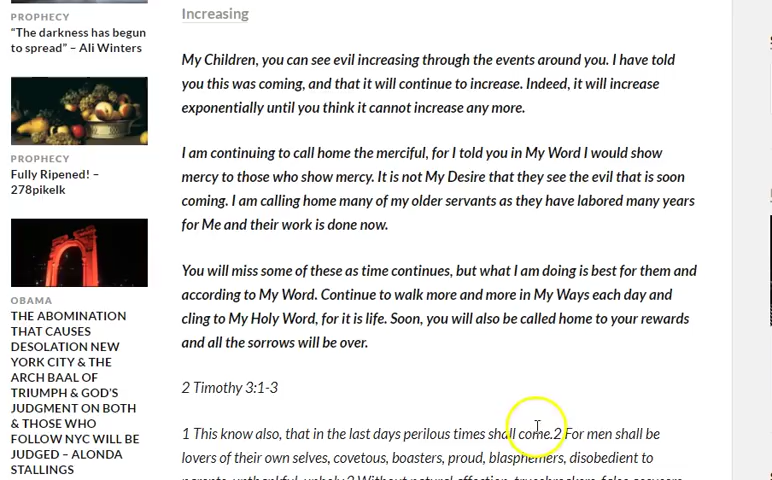 PROPHECY
“The darkness has begun
to spread” – Ali Winters
PROPHECY
Fully Ripened! –
278pikelk
OBAMA
THE ABOMINATION
THAT CAUSES
DESOLATION NEW
YORK CITY & THE
ARCH BAAL OF
TRIUMPH & GOD’S
JUDGMENT ON BOTH
& THOSE WHO
FOLLOW NYC WILL BE
JUDGED – ALONDA
STALLINGS
Increasing
My Children, you can see evil increasing through the events around you. I have told
you this was coming, and that it will continue to increase. Indeed, it will increase
exponentially until you think it cannot increase any more.
I am continuing to call home the merciful, for I told you in My Word I would show
mercy to those who show mercy. It is not My Desire that they see the evil that is soon
coming. I am calling home many of my older servants as they have labored many years
for Me and their work is done now.
You will miss some of these as time continues, but what I am doing is best for them and
according to My Word. Continue to walk more and more in My Ways each day and
cling to My Holy Word, for it is life. Soon, you will also be called home to your rewards
and all the sorrows will be over.
2 Timothy 3:1-3
1 This know also, that in the last days perilous times shall come.2 For men shall be
lovers of their own selves, covetous, boasters, proud, blasphemers, disobedient to
parents, unthankful, unholy,3 Without natural affection, trucebreakers, false accusers,